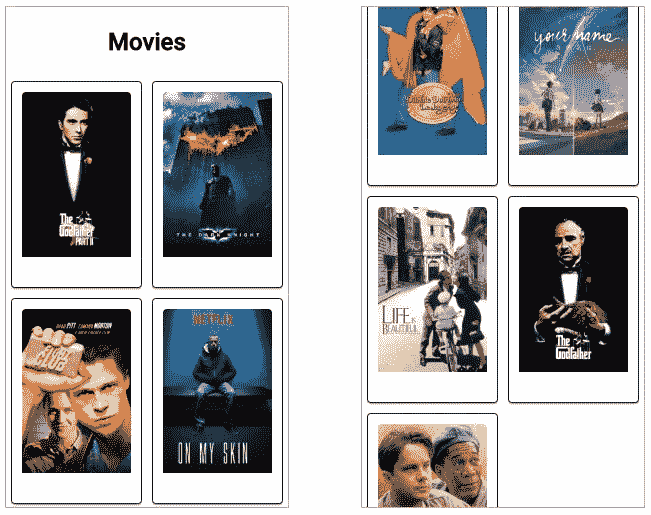 Movies
The
Godfather
PART II
THE DARK KNIGHT
BRAD PITT EDWARD NORTON
CLUB
ON MY SKIN
your name.
LIFE IS
BEAUTIFUL
The
Godfather